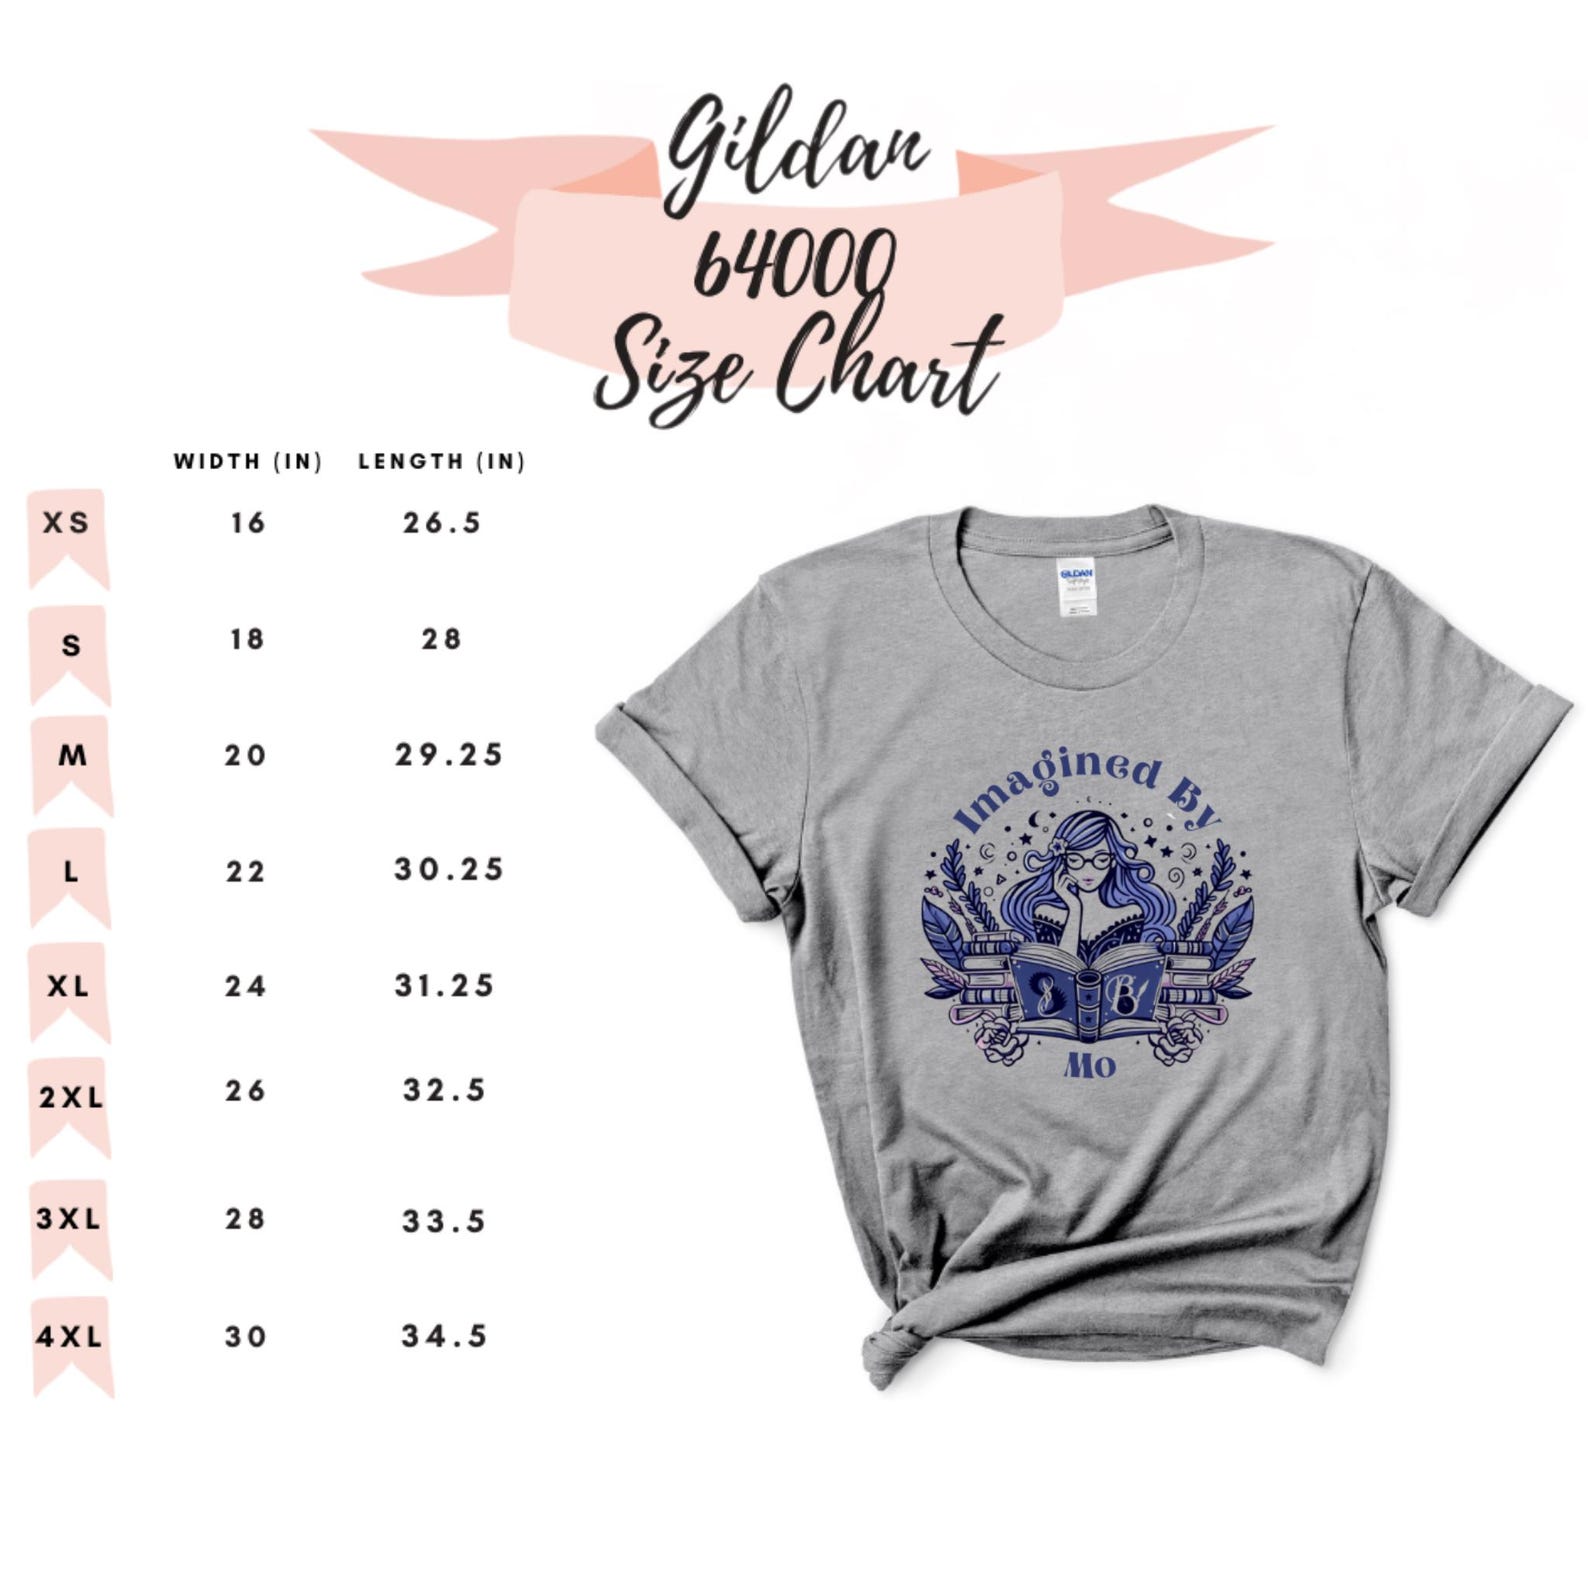 Gildan
64000
Size Chart
WIDTH (IN) LENGTH (IN)
XS 16 26.5
S 18 28
M 20 29.25
L 22 30.25
XL 24 31.25
2XL 26 32.5
3XL 28 33.5
4XL 30 34.5
GILDAN
Imagined By
B
Mo